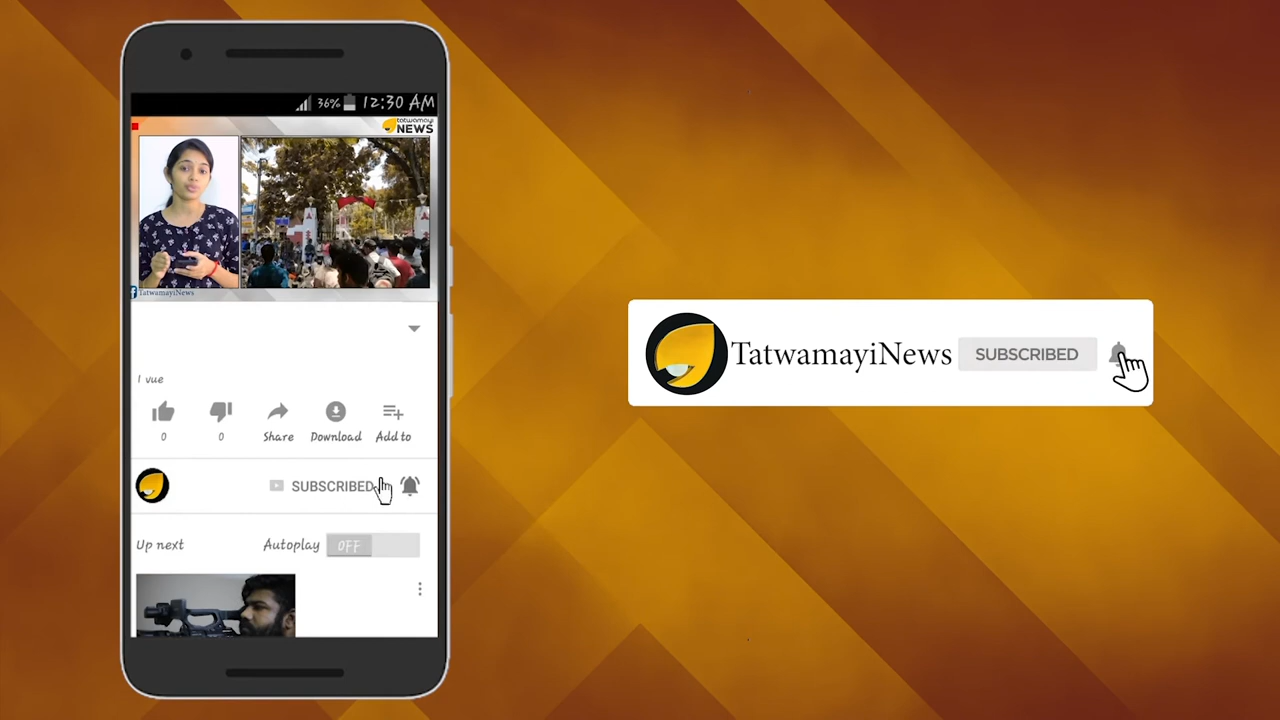 36% 12:30 AM
tatwamayi
NEWS
TatwamayiNews
1 vue
0 0 Share Download Add to
SUBSCRIBED
Up next Autoplay OFF
TatwamayiNews SUBSCRIBED